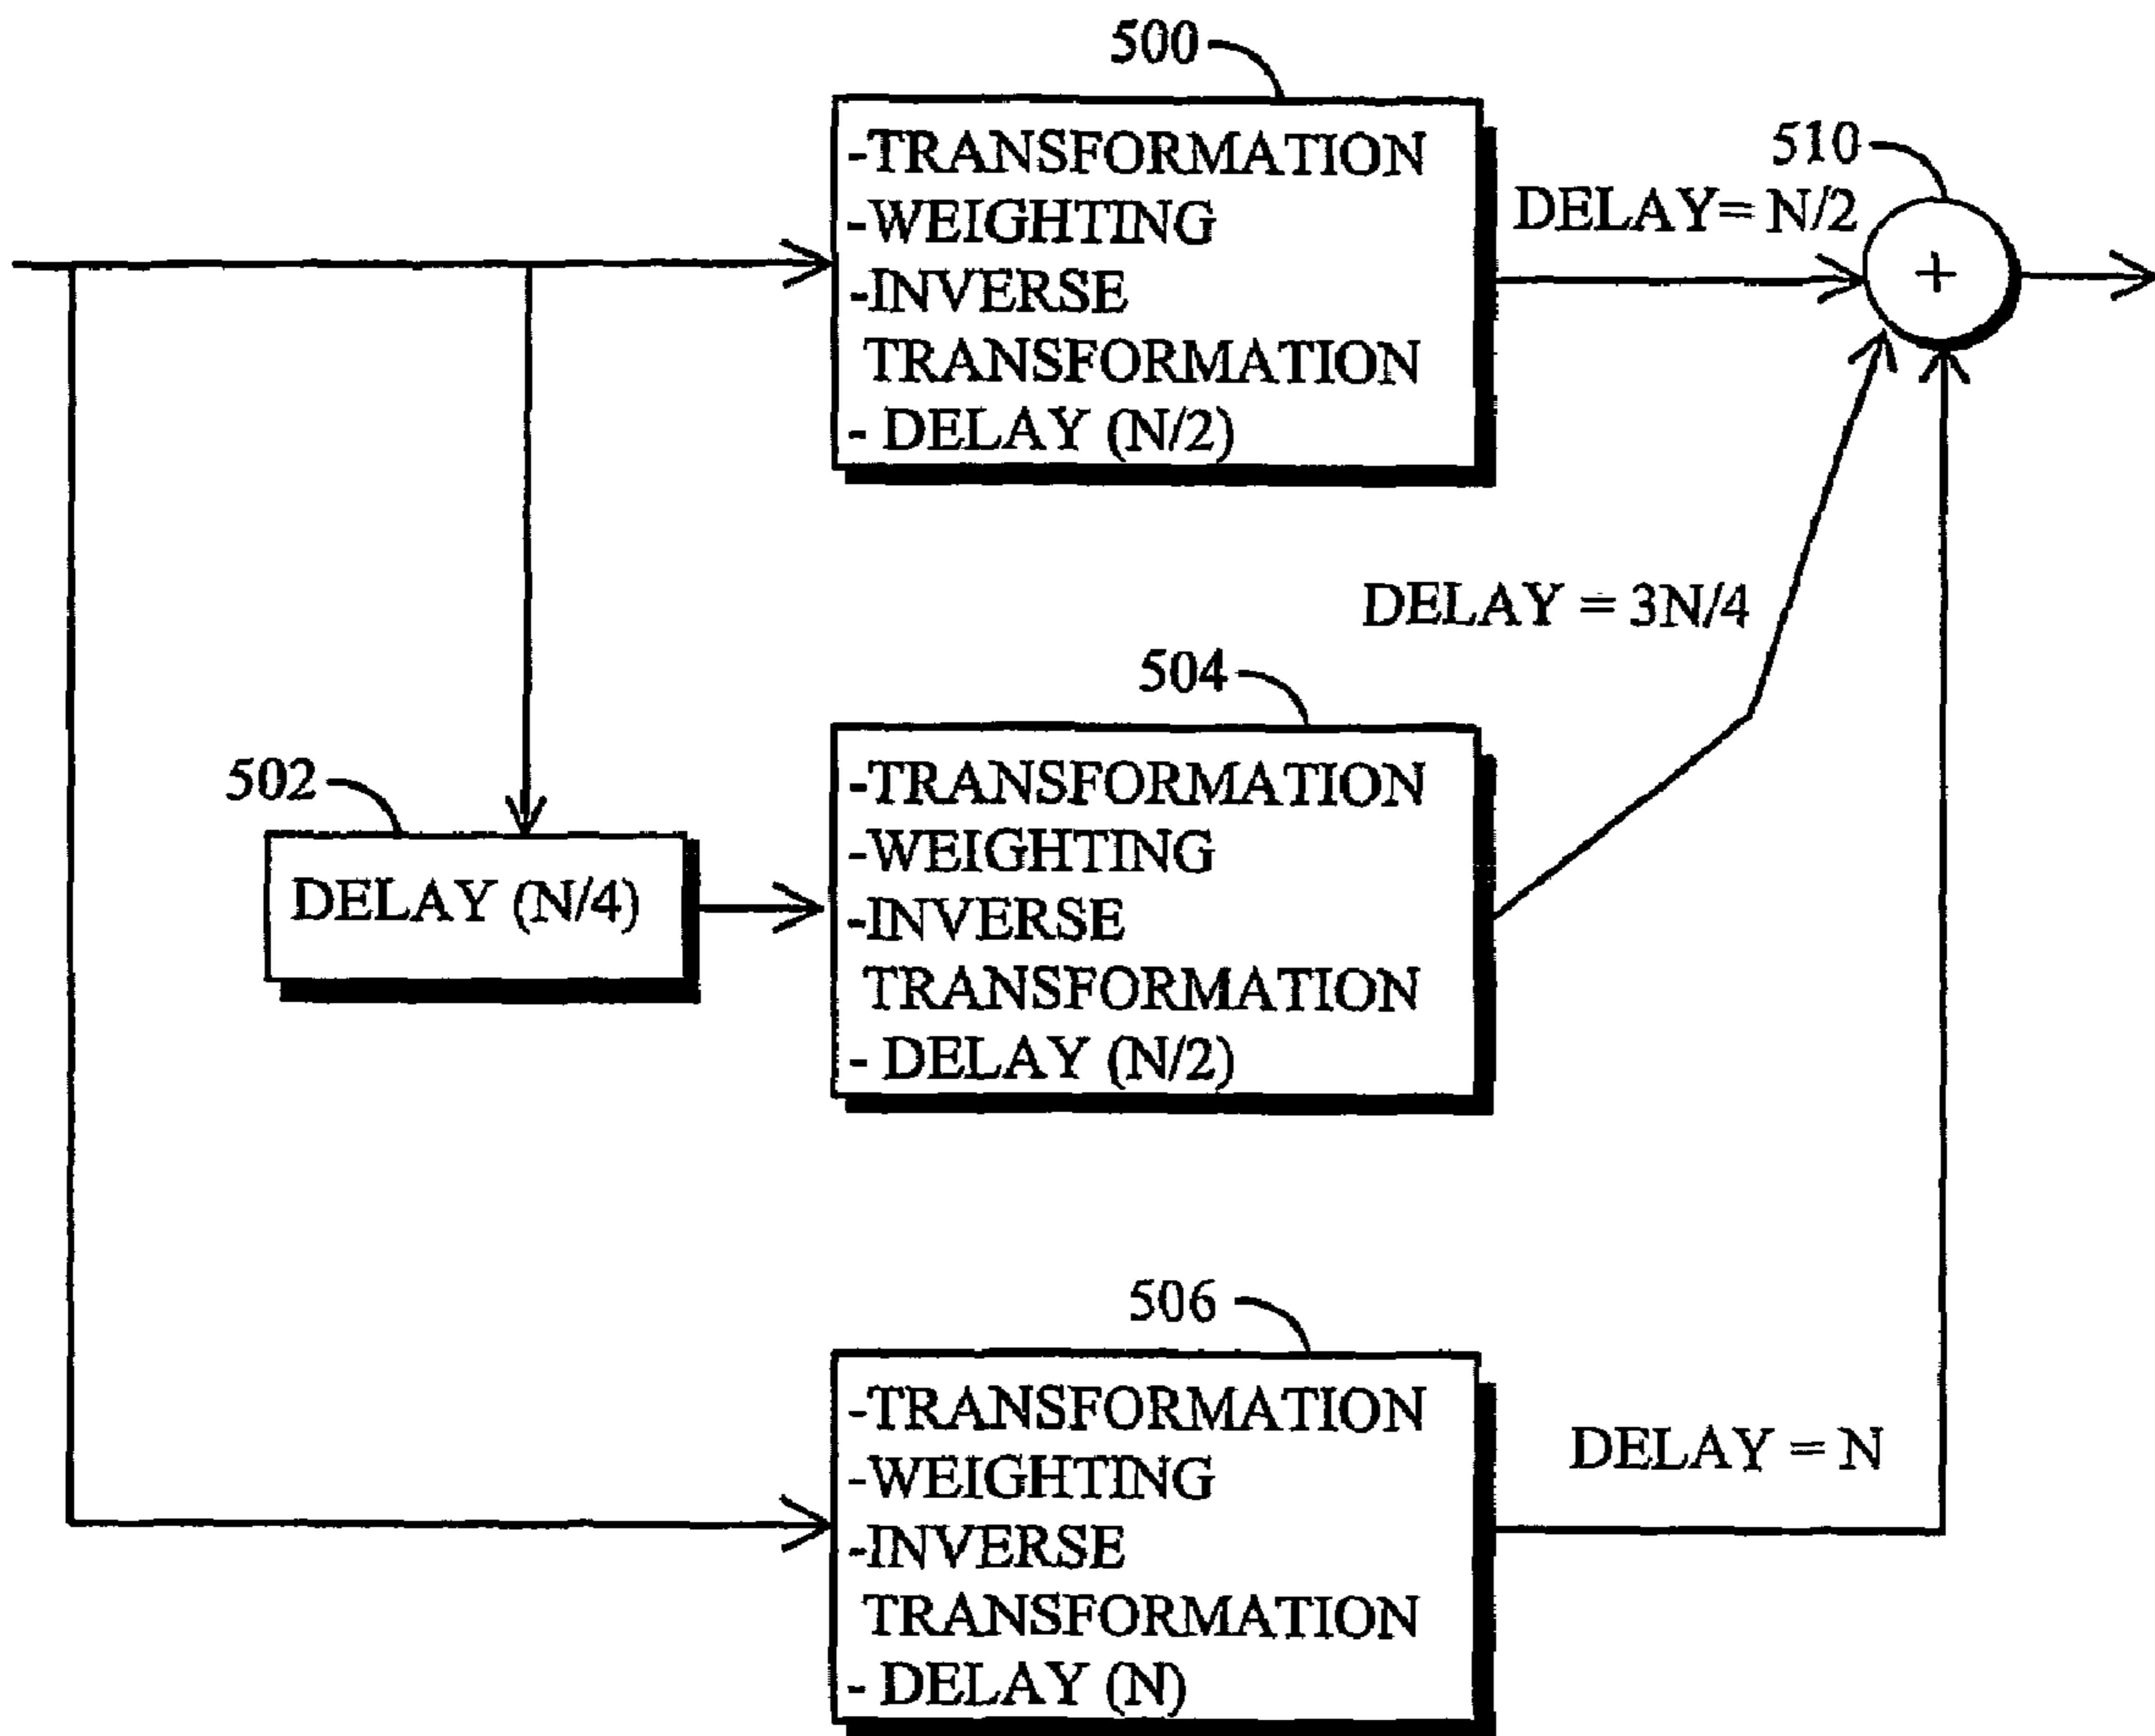 500
-TRANSFORMATION
-WEIGHTING
-INVERSE
TRANSFORMATION
- DELAY (N/2)
510
DELAY= N/2
+
DELAY = 3N/4
502
DELAY (N/4)
504
-TRANSFORMATION
-WEIGHTING
-INVERSE
TRANSFORMATION
- DELAY (N/2)
506
-TRANSFORMATION
-WEIGHTING
-INVERSE
TRANSFORMATION
- DELAY (N)
DELAY = N